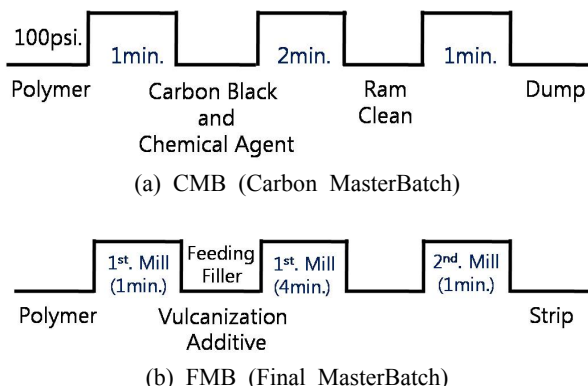 100psi.
1min.
2min.
1min.
Polymer
Carbon Black
and
Chemical Agent
Ram
Clean
Dump
(a) CMB (Carbon MasterBatch)
1st. Mill
(1min.)
Feeding
Filler
1st. Mill
(4min.)
2nd. Mill
(1min.)
Polymer
Vulcanization
Additive
Strip
(b) FMB (Final MasterBatch)